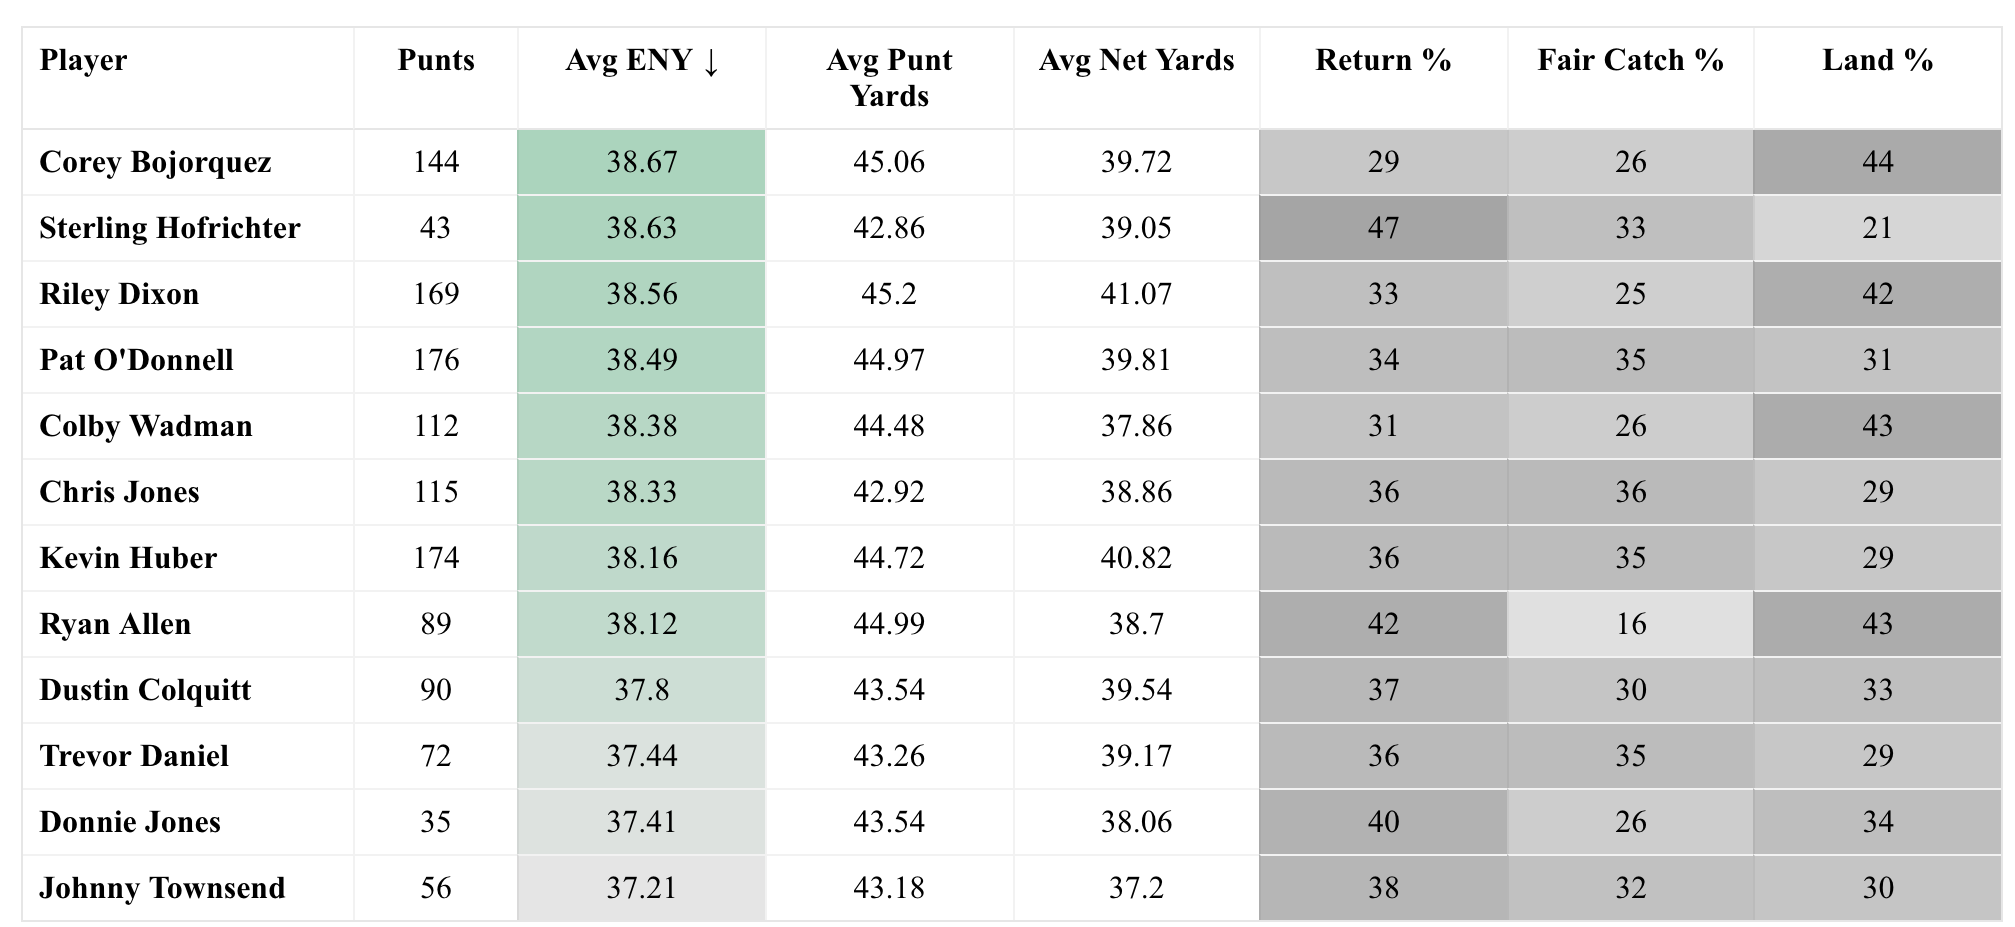 Player Punts Avg ENY ↓ Avg Punt Yards Avg Net Yards Return % Fair Catch % Land %
Corey Bojorquez 144 38.67 45.06 39.72 29 26 44
Sterling Hofrichter 43 38.63 42.86 39.05 47 33 21
Riley Dixon 169 38.56 45.2 41.07 33 25 42
Pat O'Donnell 176 38.49 44.97 39.81 34 35 31
Colby Wadman 112 38.38 44.48 37.86 31 26 43
Chris Jones 115 38.33 42.92 38.86 36 36 29
Kevin Huber 174 38.16 44.72 40.82 36 35 29
Ryan Allen 89 38.12 44.99 38.7 42 16 43
Dustin Colquitt 90 37.8 43.54 39.54 37 30 33
Trevor Daniel 72 37.44 43.26 39.17 36 35 29
Donnie Jones 35 37.41 43.54 38.06 40 26 34
Johnny Townsend 56 37.21 43.18 37.2 38 32 30